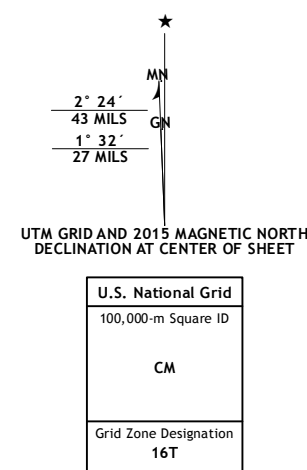 MN
2° 24´
43 MILS
GN
1° 32´
27 MILS
UTM GRID AND 2015 MAGNETIC NORTH
DECLINATION AT CENTER OF SHEET
U.S. National Grid
100,000-m Square ID
CM
Grid Zone Designation
16T